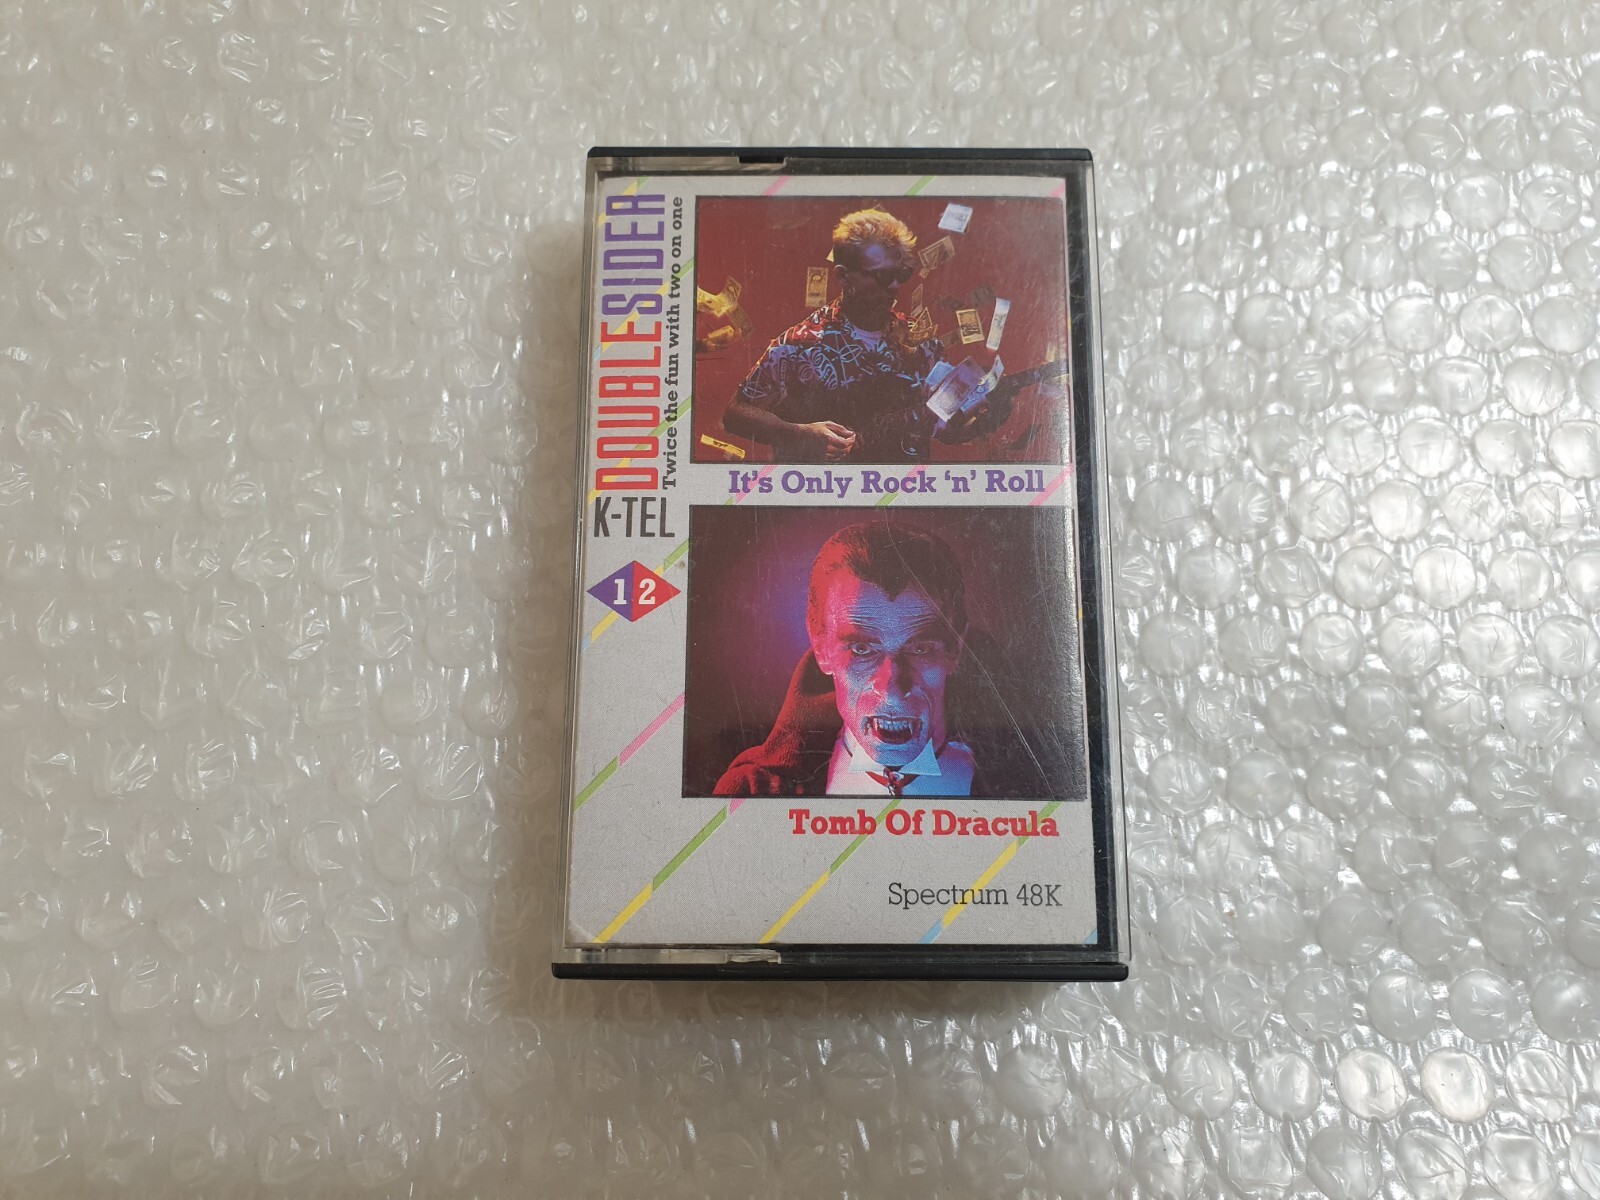 DOUBLESIDER
Twice the fun with two on one
K-TEL
1 2
It's Only Rock 'n' Roll
Tomb Of Dracula
Spectrum 48K